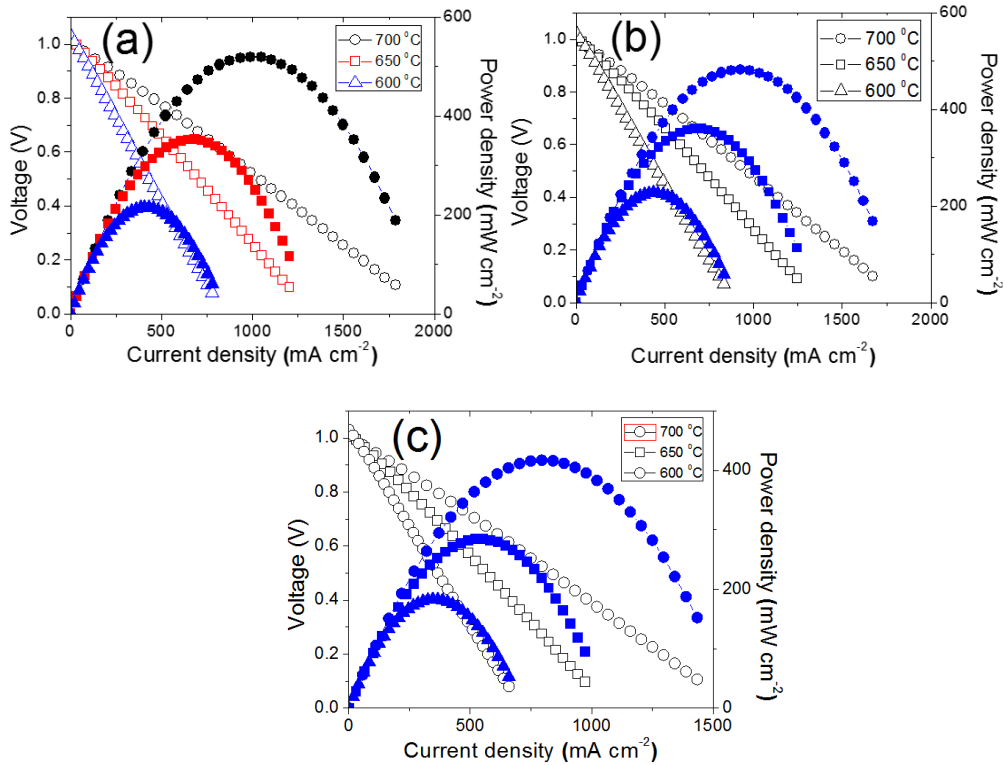 (a)
700 °C
650 °C
600 °C
Voltage (V)
1.0
0.8
0.6
0.4
0.2
0.0
600
400
200
0
Power density (mW cm-2)
0 500 1000 1500 2000
Current density (mA cm-2)
(b)
700 °C
650 °C
600 °C
Voltage (V)
1.0
0.8
0.6
0.4
0.2
0.0
600
500
400
300
200
100
0
Power density (mW cm-2)
0 500 1000 1500 2000
Current density (mA cm-2)
(c)
700 °C
650 °C
600 °C
Voltage (V)
1.0
0.8
0.6
0.4
0.2
0.0
400
200
0
Power density (mW cm-2)
0 500 1000 1500
Current density (mA cm-2)